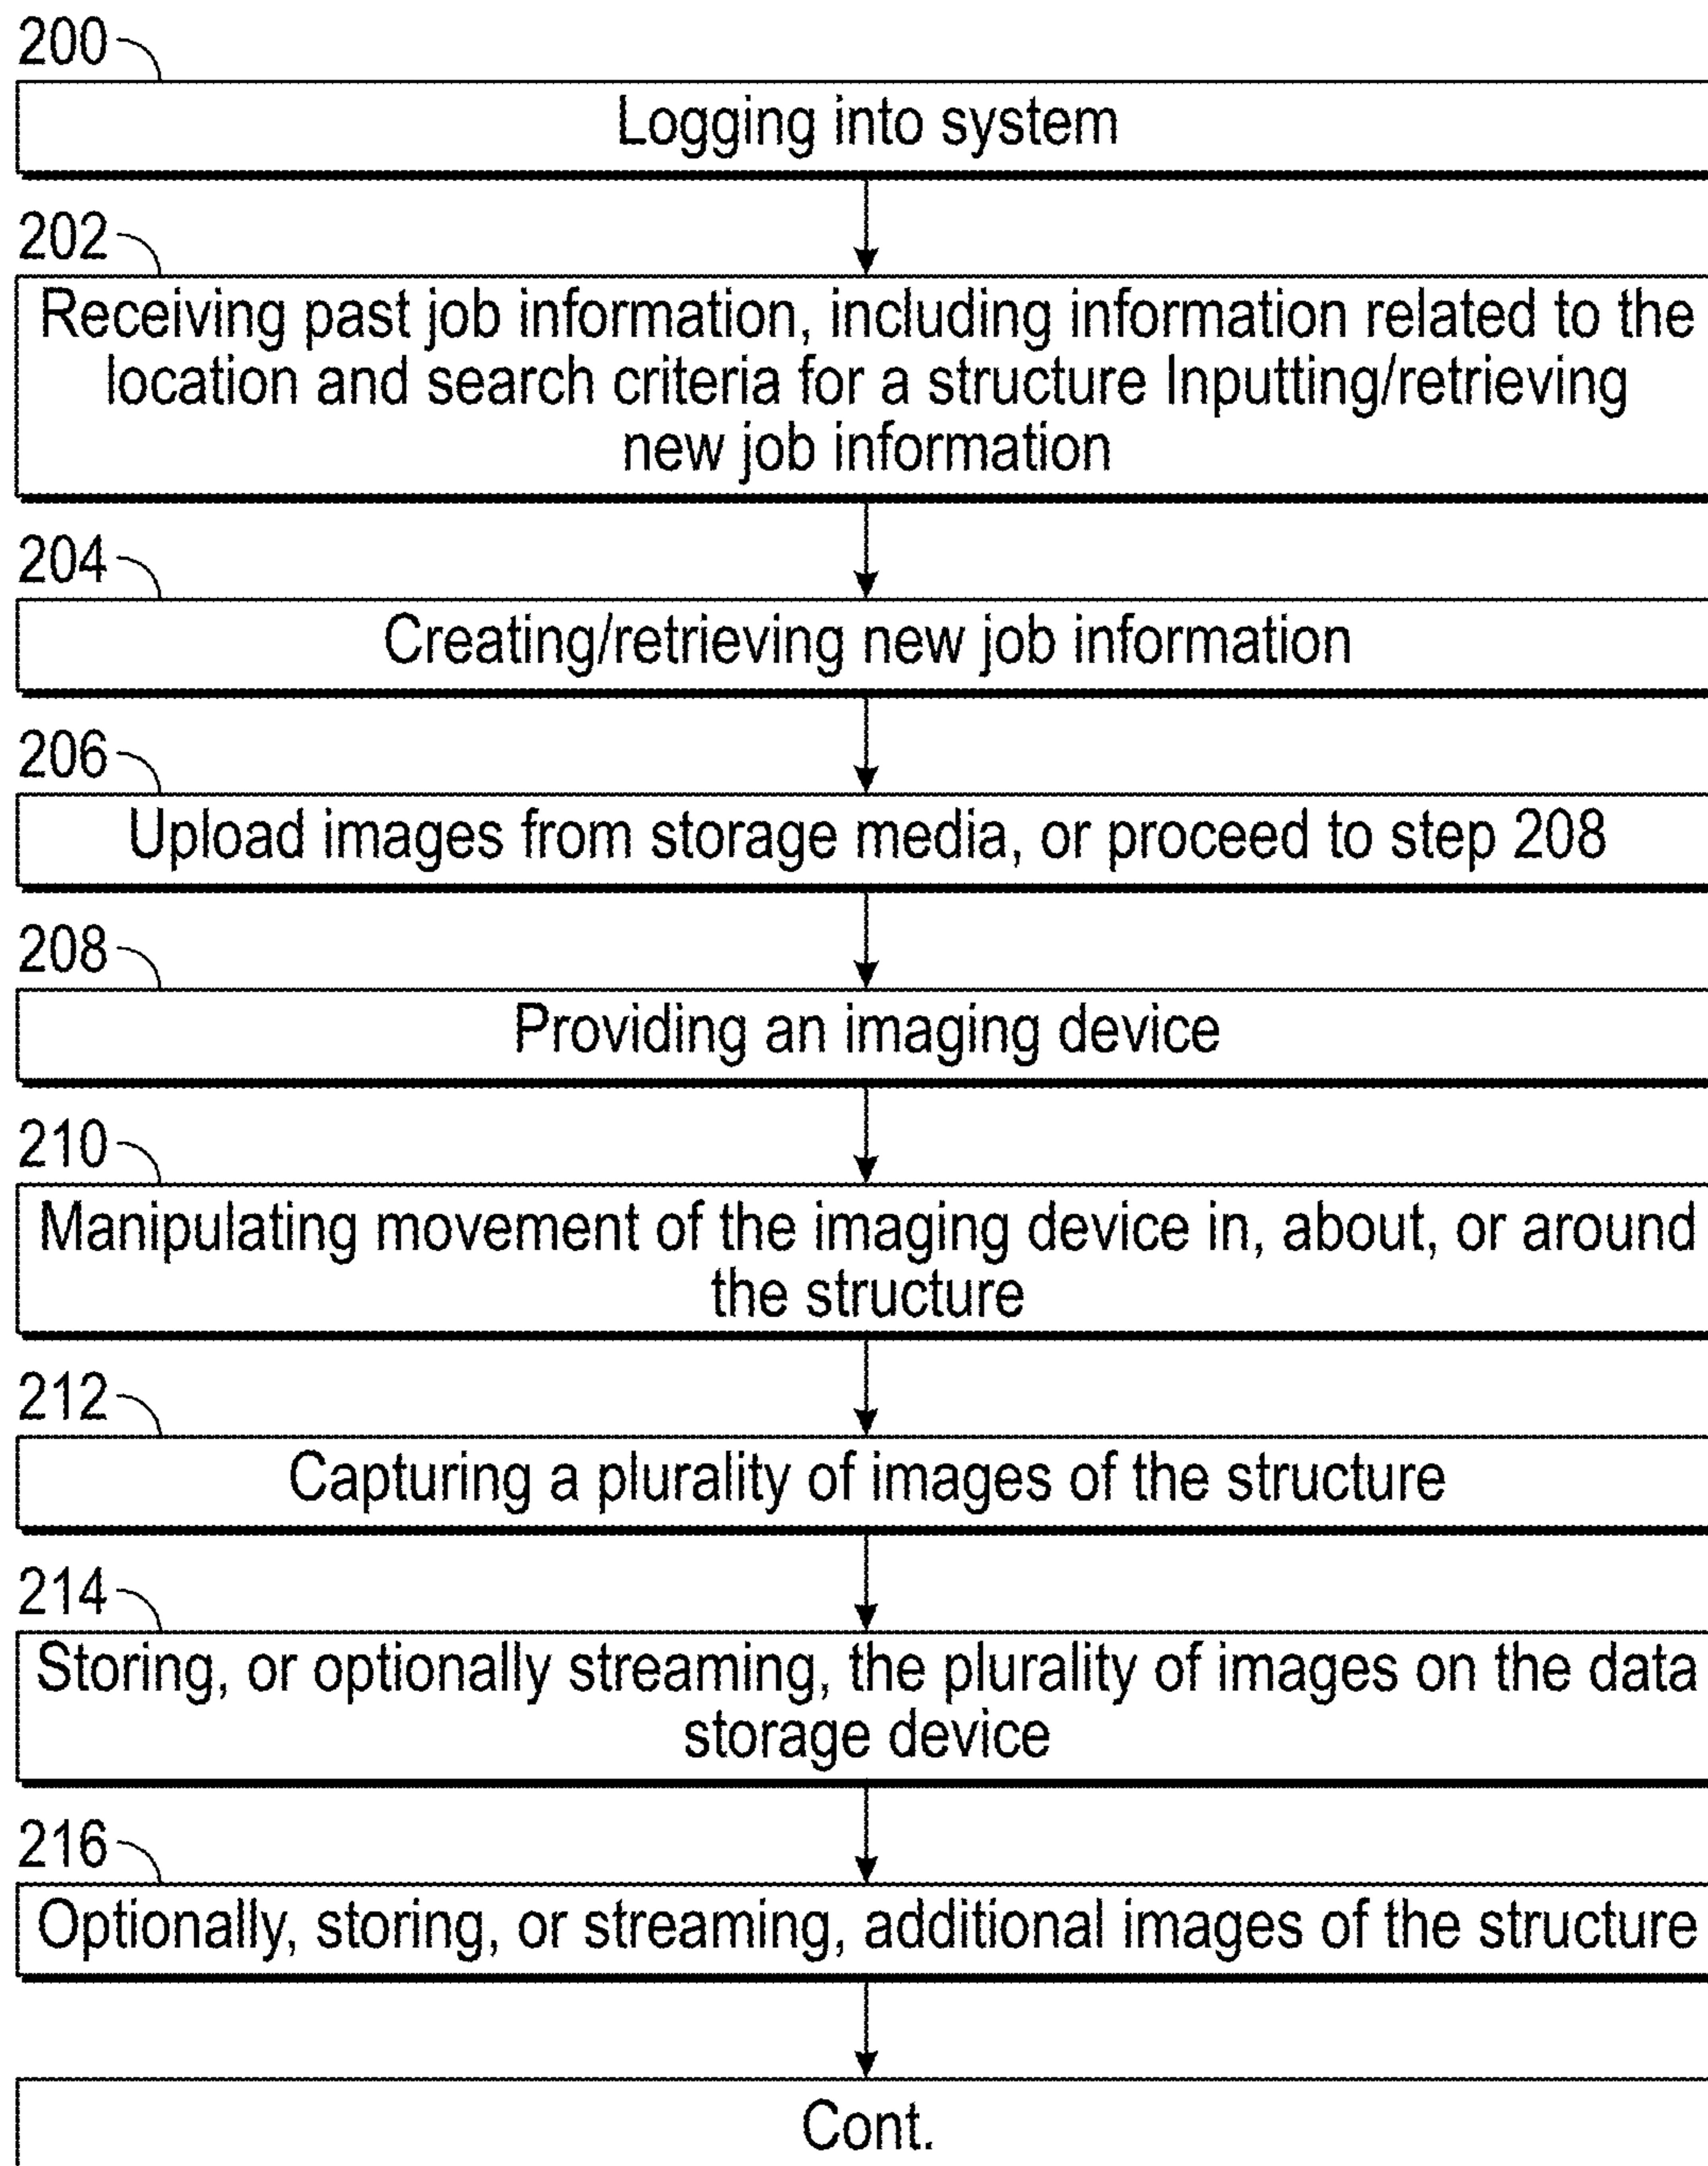 200
Logging into system
202
Receiving past job information, including information related to the
location and search criteria for a structure Inputting/retrieving
new job information
204
Creating/retrieving new job information
206
Upload images from storage media, or proceed to step 208
208
Providing an imaging device
210
Manipulating movement of the imaging device in, about, or around
the structure
212
Capturing a plurality of images of the structure
214
Storing, or optionally streaming, the plurality of images on the data
storage device
216
Optionally, storing, or streaming, additional images of the structure
Cont.